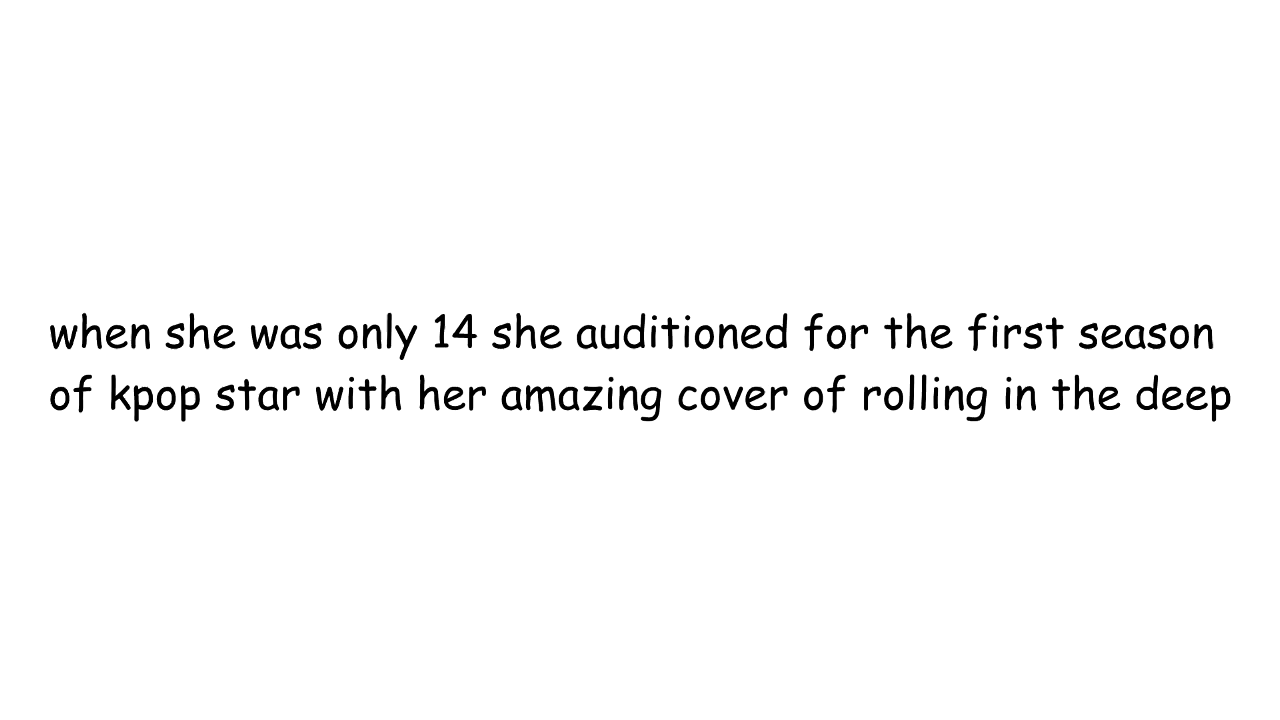 when she was only 14 she auditioned for the first season
of kpop star with her amazing cover of rolling in the deep